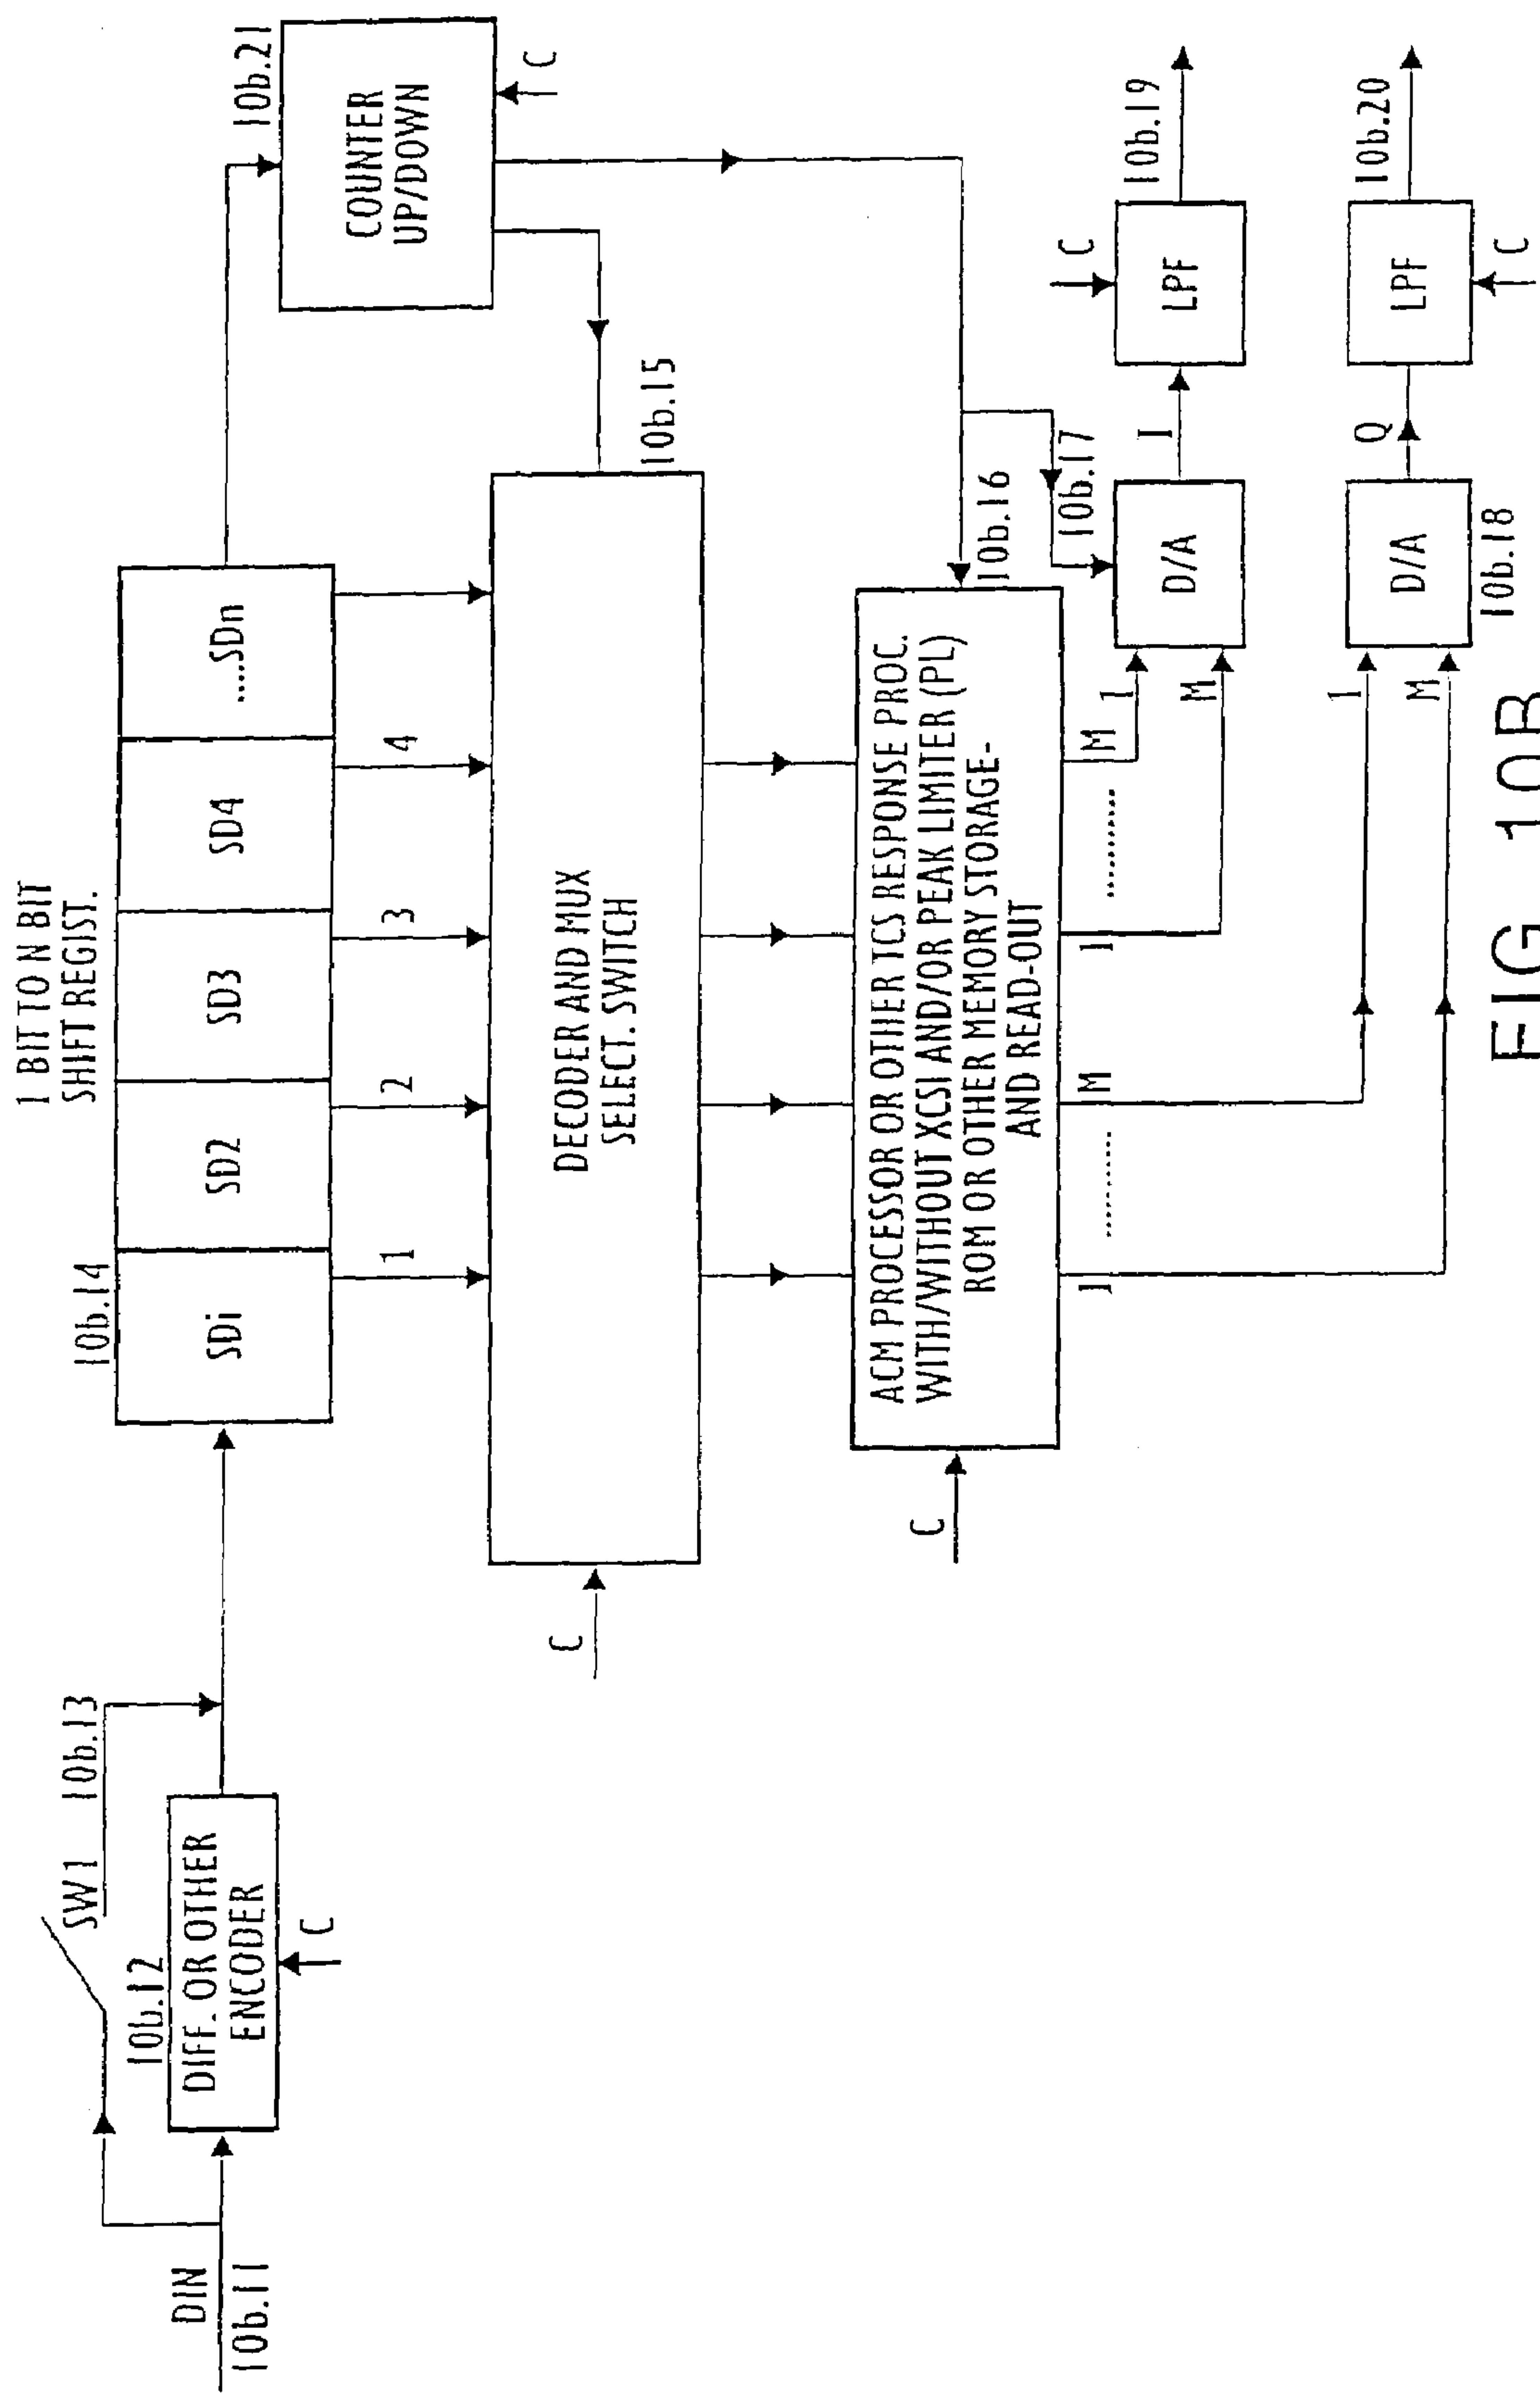 1 BIT TO N BIT
SHIFT REGIST.
10b.14
SDi
SD2
SD3
SD4
.....SDn
10b.21
COUNTER
UP/DOWN
C
SW1 10b.13
10b.12
DIFF. OR OTHER
ENCODER
C
DIN
10b.11
1
2
3
4
10b.15
DECODER AND MUX
SELECT. SWITCH
C
10b.16
ACM PROCESSOR OR OTHER TCS RESPONSE PROC.
WITH/WITHOUT XCSI AND/OR PEAK LIMITER (PL)
ROM OR OTHER MEMORY STORAGE-
AND READ-OUT
C
1 ......... M
1 .......... M
10b.17
1
M
D/A
I
C
LPF
10b.19
1
M
D/A
10b.18
Q
LPF
C
10b.20
FIG 10B